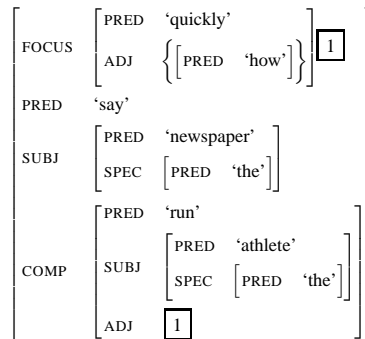 PRED ‘quickly’
FOCUS ADJ { [ PRED ‘how’ ] } 1
PRED ‘say’
PRED ‘newspaper’
SUBJ
SPEC [ PRED ‘the’ ]
PRED ‘run’
PRED ‘athlete’
SUBJ
COMP SPEC [ PRED ‘the’ ]
ADJ 1